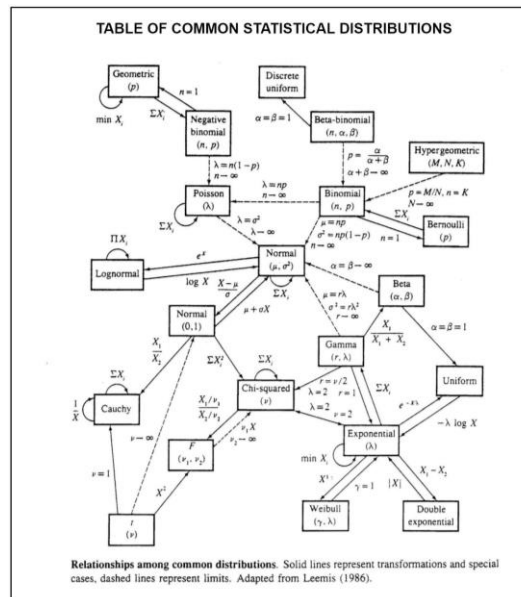 TABLE OF COMMON STATISTICAL DISTRIBUTIONS
Geometric
(p)
n = 1
min Xᵢ
ΣXᵢ
Negative
binomial
(n, p)
Discrete
uniform
α = β = 1
Beta-binomial
(n, α, β)
Hypergeometric
(M, N, K)
λ = n(1 − p)
n → ∞
p = α / (α + β)
α + β → ∞
p = M/N, n = K
N → ∞
Poisson
(λ)
λ = np
n → ∞
Binomial
(n, p)
ΣXᵢ
ΣXᵢ
n = 1
Bernoulli
(p)
λ = σ²
λ → ∞
μ = np
σ² = np(1 − p)
n → ∞
ΠXᵢ
Lognormal
eˣ
log X
Normal
(μ, σ²)
ΣXᵢ
α = β → ∞
Beta
(α, β)
(X − μ)/σ
μ + σX
Normal
(0,1)
μ = rλ
σ² = rλ²
r → ∞
X₁/(X₁ + X₂)
α = β = 1
Gamma
(r, λ)
X₁/X₂
ΣXᵢ²
ΣXᵢ
ΣXᵢ
1/X
Cauchy
Chi-squared
(ν)
r = ν/2
λ = 2
r = 1
ΣXᵢ
Uniform
λ = 2
ν = 2
−λ log X
ν → ∞
X₁/ν₁
X₂/ν₂
ν₁X
ν₂ → ∞
F
(ν₁, ν₂)
Exponential
(λ)
min Xᵢ
ν = 1
X²
t
(ν)
γ = 1
|X|
X₁ − X₂
Weibull
(γ, λ)
Double
exponential
Relationships among common distributions. Solid lines represent transformations and special
cases, dashed lines represent limits. Adapted from Leemis (1986).